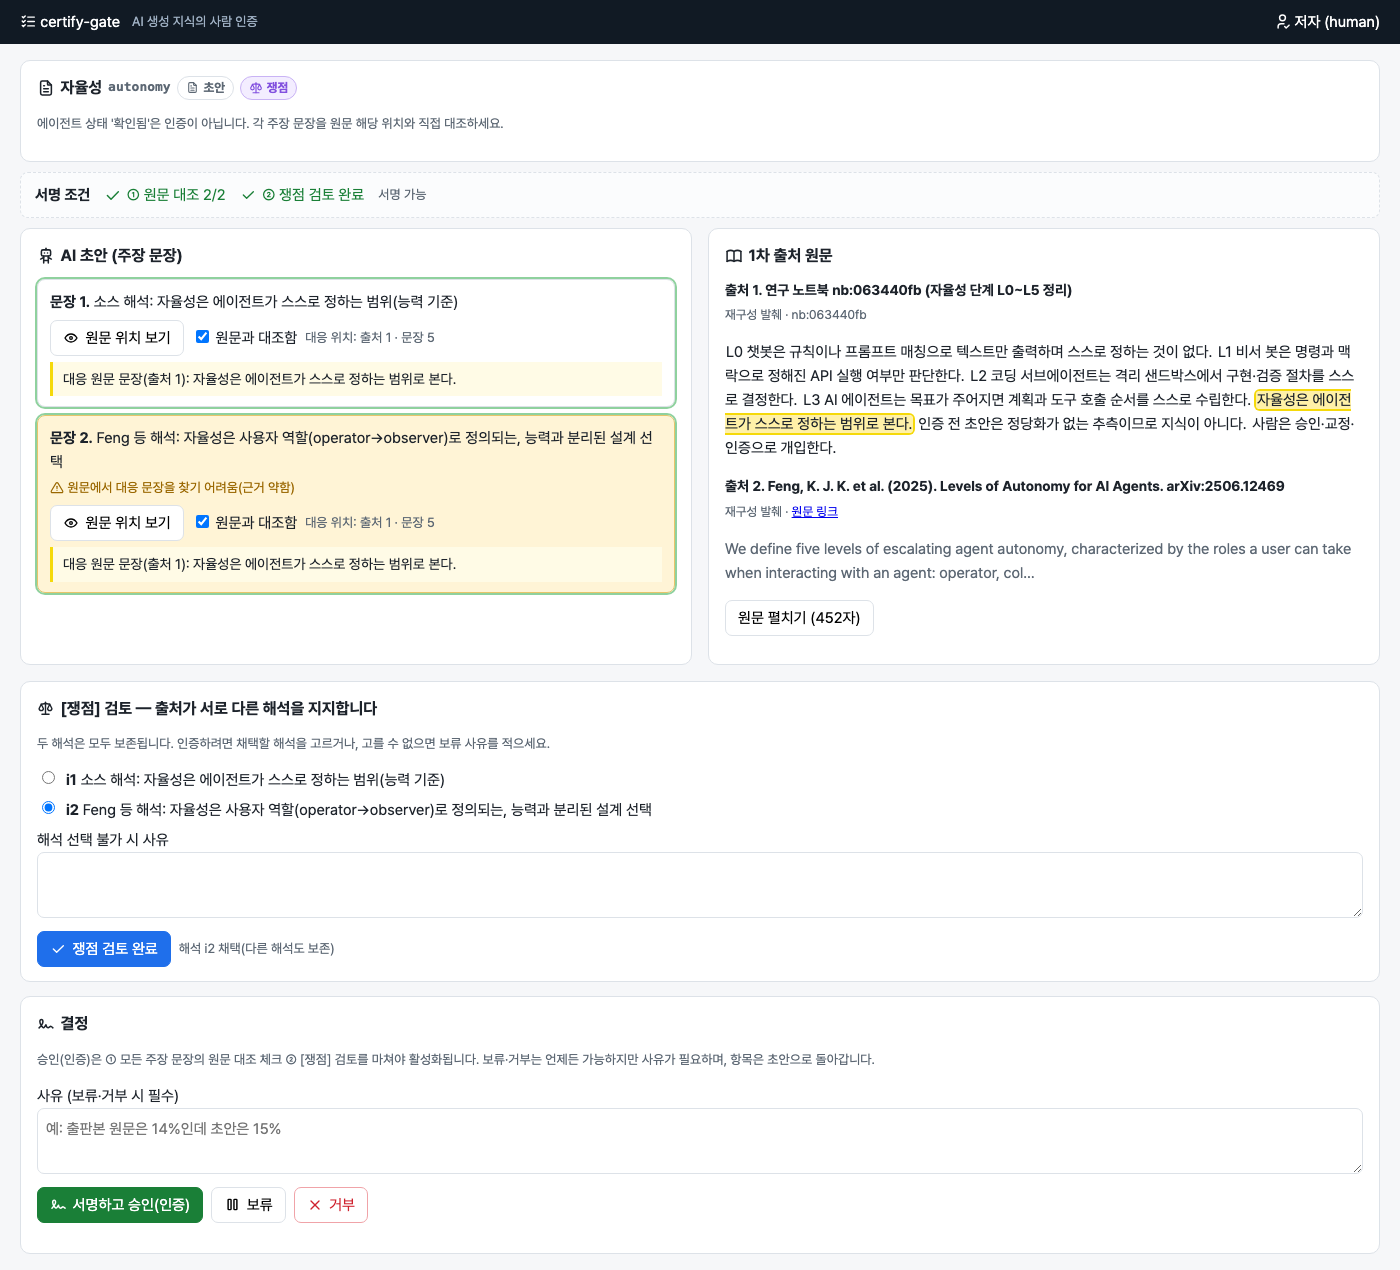 certify-gate AI 생성 지식의 사람 인증
저자 (human)
자율성 autonomy 초안 쟁점
에이전트 상태 '확인됨'은 인증이 아닙니다. 각 주장 문장을 원문 해당 위치와 직접 대조하세요.
서명 조건 ① 원문 대조 2/2 ② 쟁점 검토 완료 서명 가능
AI 초안 (주장 문장)
문장 1. 소스 해석: 자율성은 에이전트가 스스로 정하는 범위(능력 기준)
원문 위치 보기 원문과 대조함 대응 위치: 출처 1 · 문장 5
대응 원문 문장(출처 1): 자율성은 에이전트가 스스로 정하는 범위로 본다.
문장 2. Feng 등 해석: 자율성은 사용자 역할(operator→observer)로 정의되는, 능력과 분리된 설계 선
택
원문에서 대응 문장을 찾기 어려움(근거 약함)
원문 위치 보기 원문과 대조함 대응 위치: 출처 1 · 문장 5
대응 원문 문장(출처 1): 자율성은 에이전트가 스스로 정하는 범위로 본다.
1차 출처 원문
출처 1. 연구 노트북 nb:063440fb (자율성 단계 L0~L5 정리)
재구성 발췌 · nb:063440fb
L0 챗봇은 규칙이나 프롬프트 매칭으로 텍스트만 출력하며 스스로 정하는 것이 없다. L1 비서 봇은 명령과 맥
락으로 정해진 API 실행 여부만 판단한다. L2 코딩 서브에이전트는 격리 샌드박스에서 구현·검증 절차를 스스
로 결정한다. L3 AI 에이전트는 목표가 주어지면 계획과 도구 호출 순서를 스스로 수립한다. 자율성은 에이전
트가 스스로 정하는 범위로 본다. 인증 전 초안은 정당화가 없는 추측이므로 지식이 아니다. 사람은 승인·교정·
인증으로 개입한다.
출처 2. Feng, K. J. K. et al. (2025). Levels of Autonomy for AI Agents. arXiv:2506.12469
재구성 발췌 · 원문 링크
We define five levels of escalating agent autonomy, characterized by the roles a user can take
when interacting with an agent: operator, col...
원문 펼치기 (452자)
[쟁점] 검토 — 출처가 서로 다른 해석을 지지합니다
두 해석은 모두 보존됩니다. 인증하려면 채택할 해석을 고르거나, 고를 수 없으면 보류 사유를 적으세요.
i1 소스 해석: 자율성은 에이전트가 스스로 정하는 범위(능력 기준)
i2 Feng 등 해석: 자율성은 사용자 역할(operator→observer)로 정의되는, 능력과 분리된 설계 선택
해석 선택 불가 시 사유
쟁점 검토 완료 해석 i2 채택(다른 해석도 보존)
결정
승인(인증)은 ① 모든 주장 문장의 원문 대조 체크 ② [쟁점] 검토를 마쳐야 활성화됩니다. 보류·거부는 언제든 가능하지만 사유가 필요하며, 항목은 초안으로 돌아갑니다.
사유 (보류·거부 시 필수)
예: 출판본 원문은 14%인데 초안은 15%
서명하고 승인(인증) 보류 거부